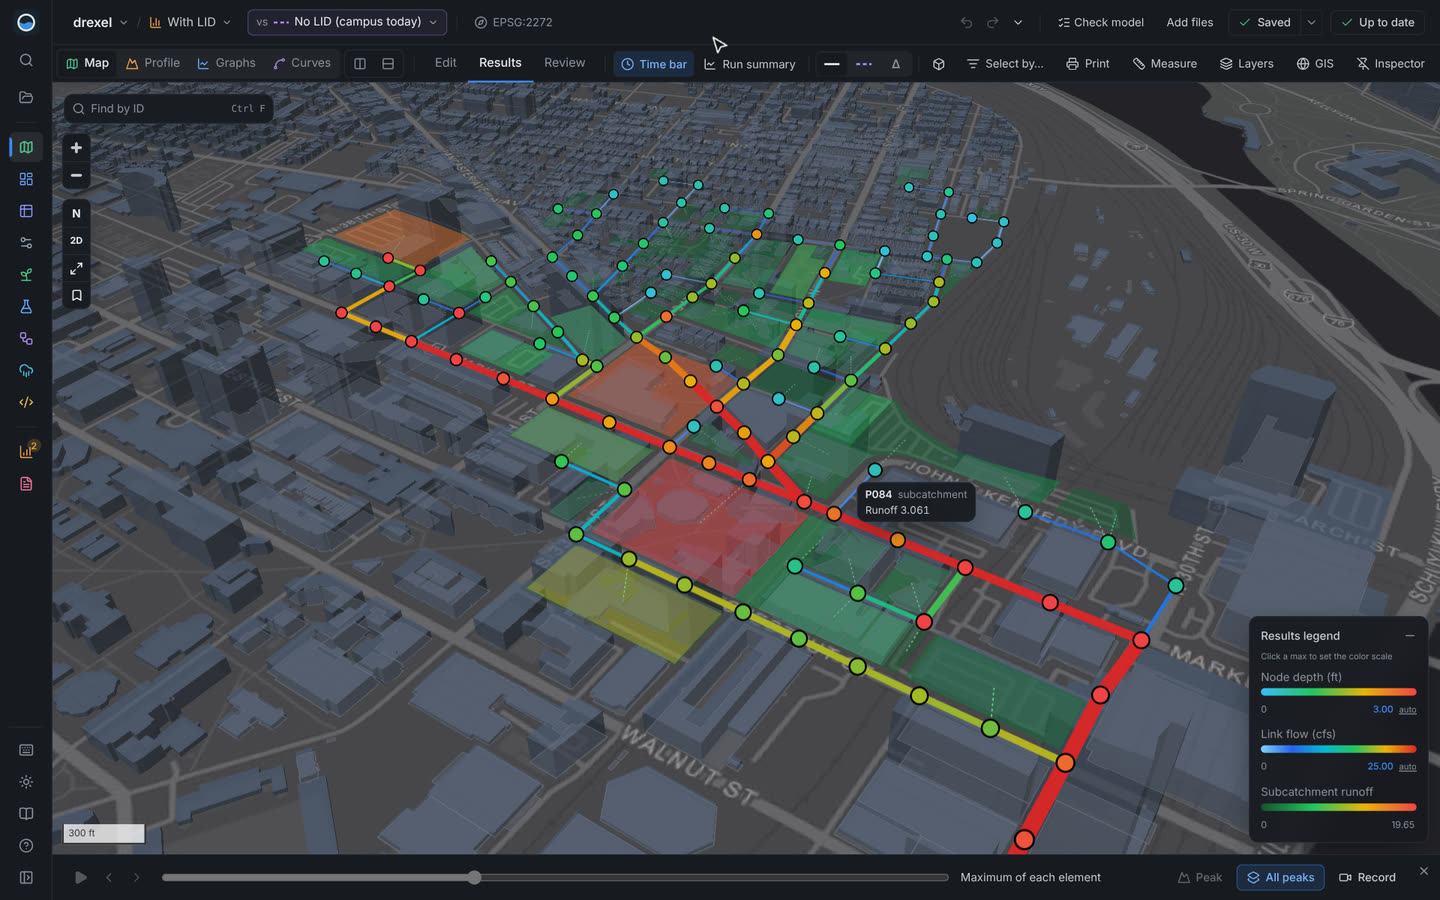 drexel / With LID
vs No LID (campus today)
EPSG:2272
Check model
Add files
Saved
Up to date
Map
Profile
Graphs
Curves
Edit
Results
Review
Time bar
Run summary
Δ
Select by...
Print
Measure
Layers
GIS
Inspector
Find by ID
Ctrl F
+
−
N
2D
2
N 38TH ST
SPRING GARDEN ST
P084 subcatchment
Runoff 3.061
JOHN F KENNEDY BLVD
ARCH ST
30TH ST
MARKE
WALNUT ST
Results legend
Click a max to set the color scale
Node depth (ft)
0 3.00 auto
Link flow (cfs)
0 25.00 auto
Subcatchment runoff
0 19.65
300 ft
Maximum of each element
Peak
All peaks
Record